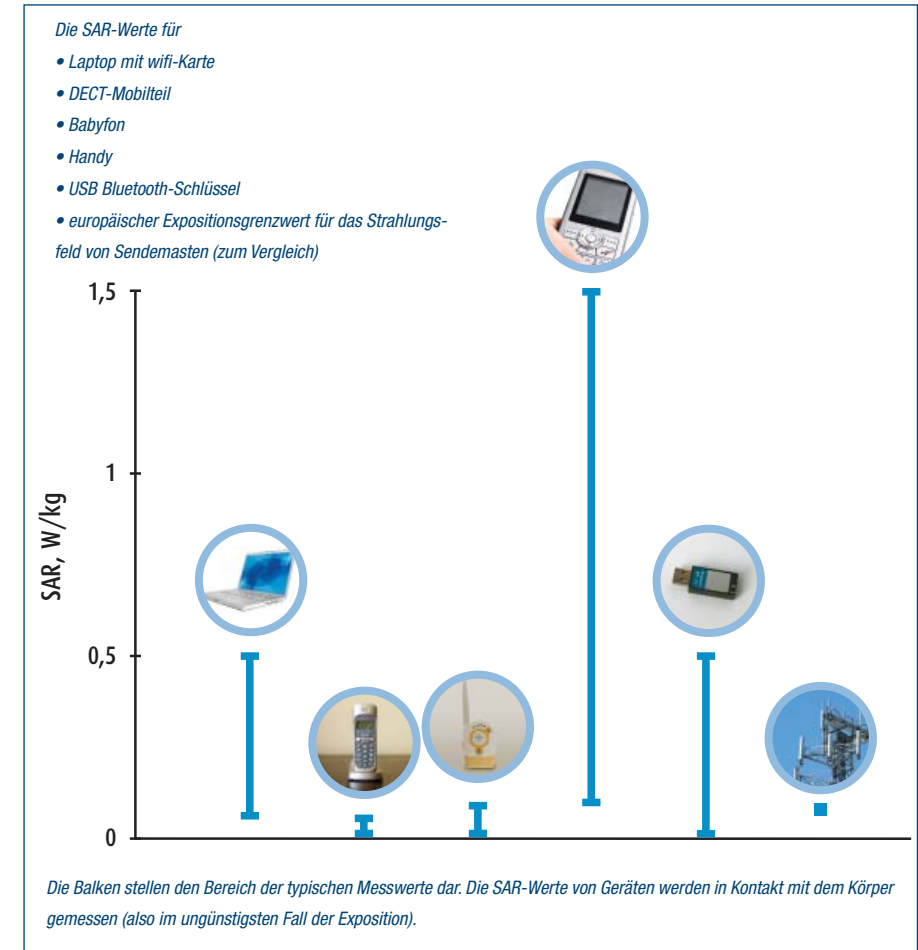 Die SAR-Werte für
• Laptop mit wifi-Karte
• DECT-Mobilteil
• Babyfon
• Handy
• USB Bluetooth-Schlüssel
• europäischer Expositionsgrenzwert für das Strahlungs-
feld von Sendemasten (zum Vergleich)
1,5
1
0,5
0
SAR, W/kg
Die Balken stellen den Bereich der typischen Messwerte dar. Die SAR-Werte von Geräten werden in Kontakt mit dem Körper
gemessen (also im ungünstigsten Fall der Exposition).